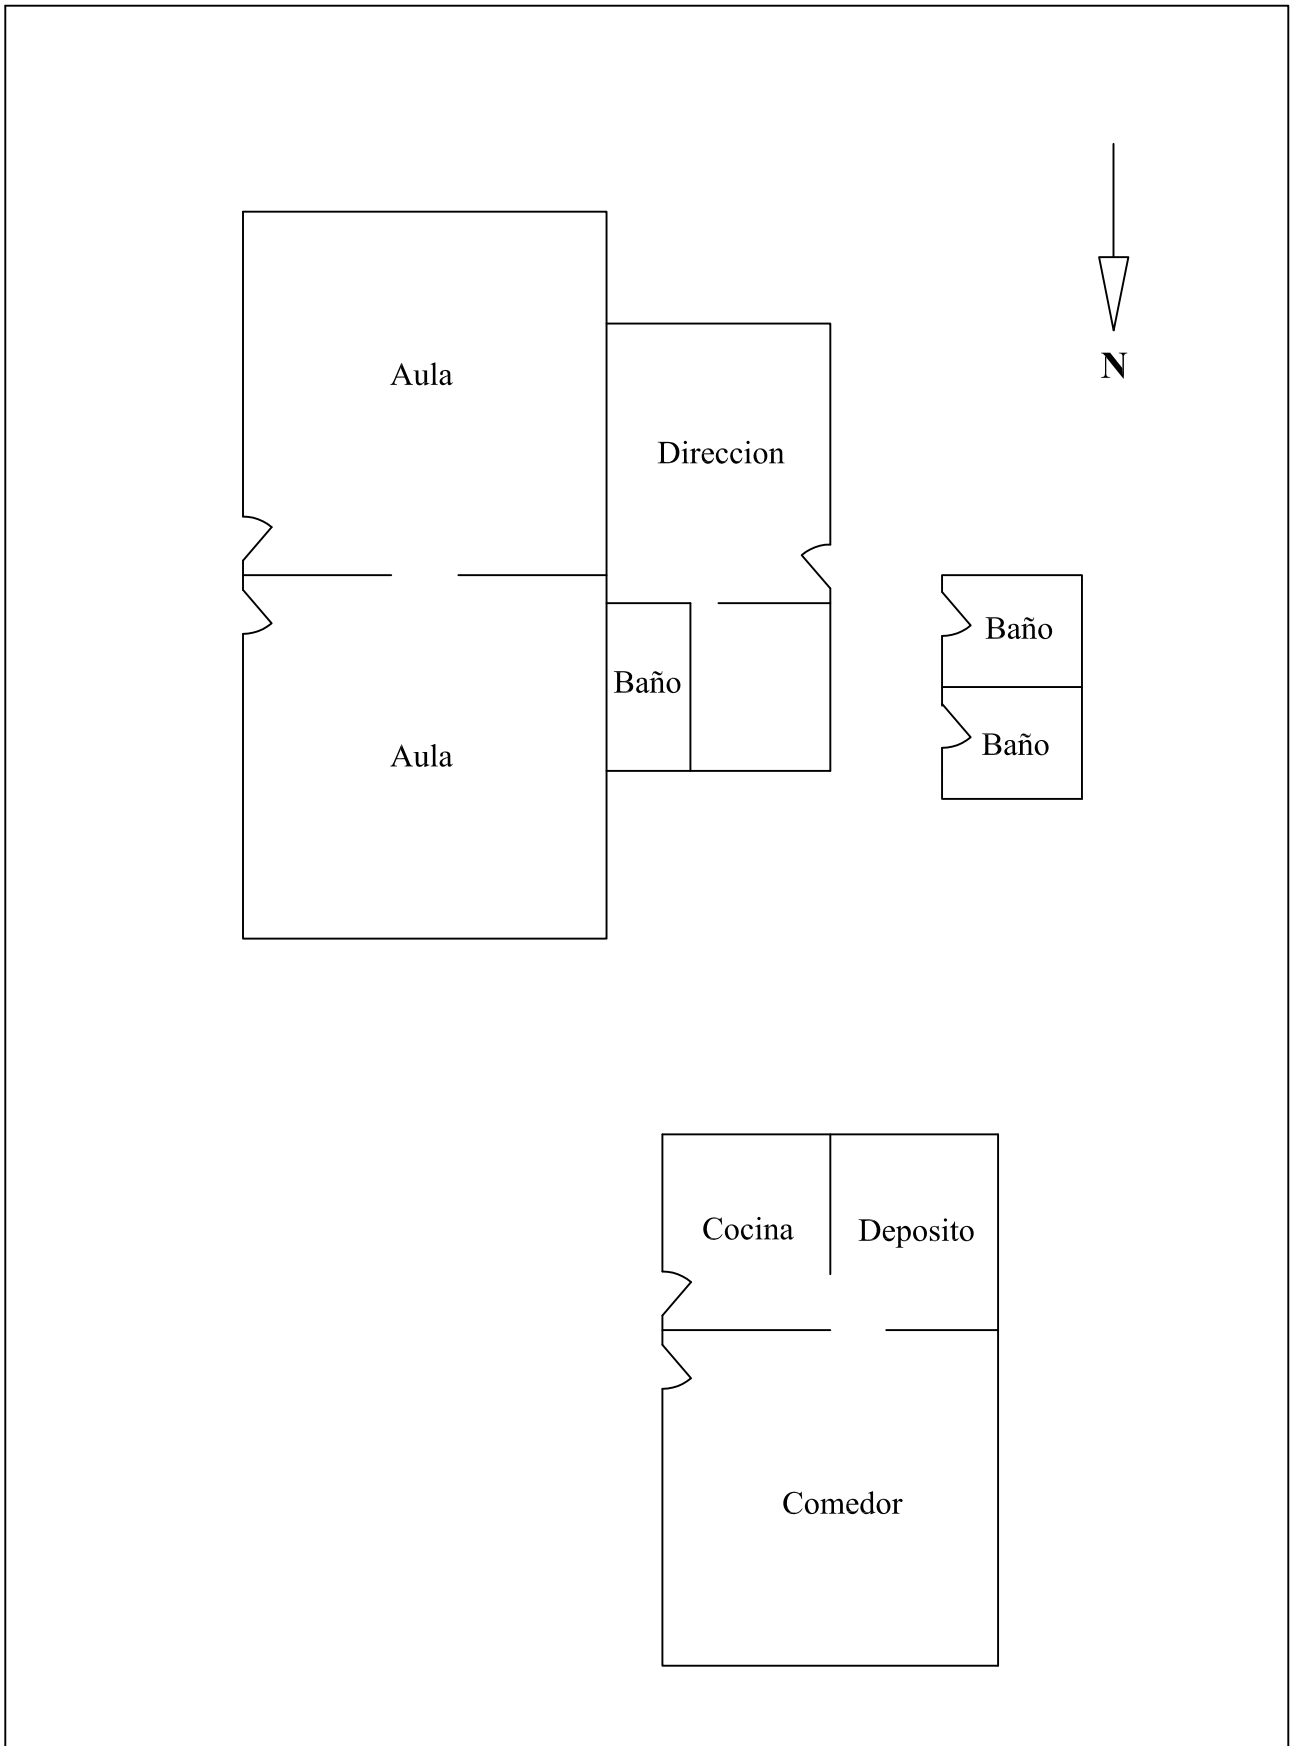 N
Aula
Direccion
Baño
Baño
Baño
Aula
Cocina
Deposito
Comedor